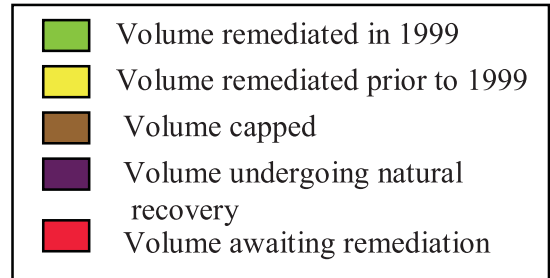 Volume remediated in 1999
Volume remediated prior to 1999
Volume capped
Volume undergoing natural
recovery
Volume awaiting remediation